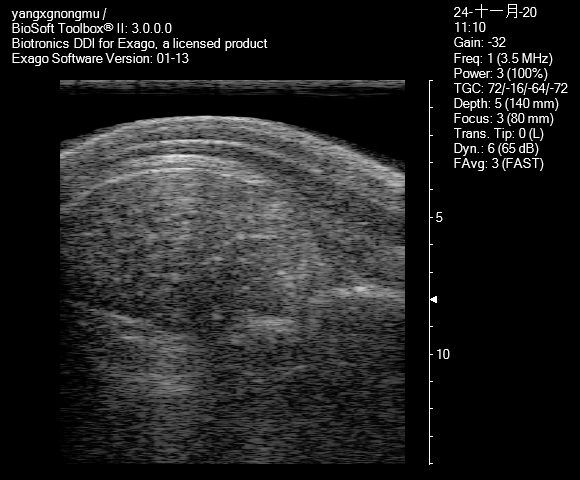 yangxgnongmu /
BioSoft Toolbox® II: 3.0.0.0
Biotronics DDI for Exago, a licensed product
Exago Software Version: 01-13
24-十一月-20
11:10
Gain: -32
Freq: 1 (3.5 MHz)
Power: 3 (100%)
TGC: 72/-16/-64/-72
Depth: 5 (140 mm)
Focus: 3 (80 mm)
Trans. Tip: 0 (L)
Dyn.: 6 (65 dB)
FAvg: 3 (FAST)
5
10